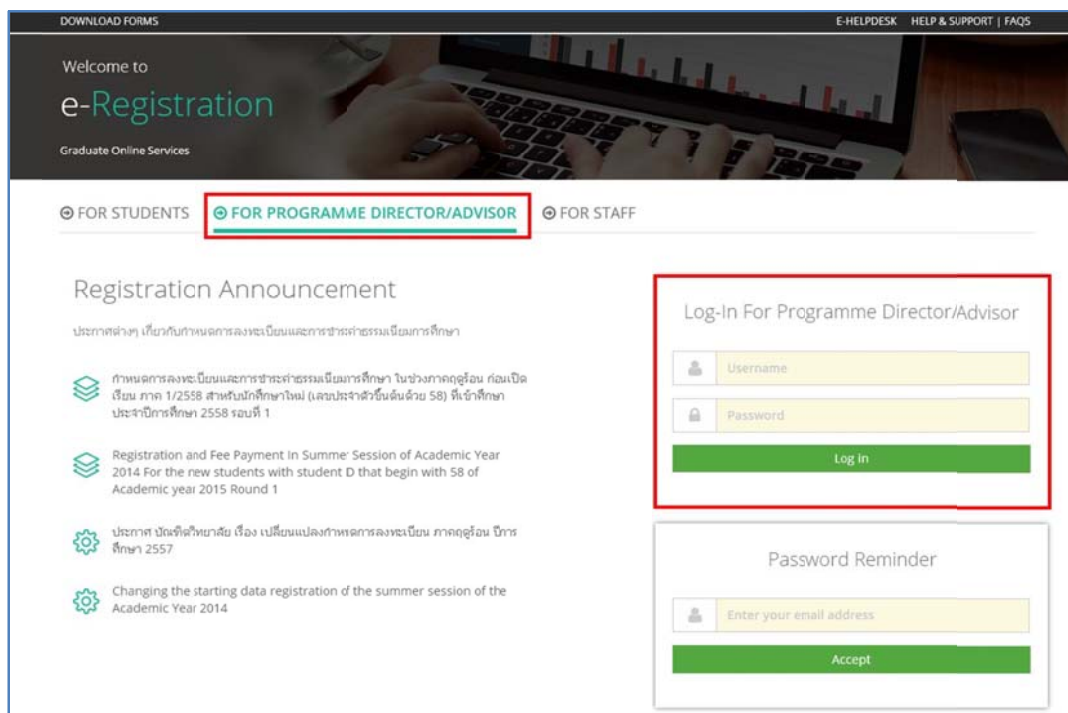 DOWNLOAD FORMS
E-HELPDESK HELP & SUPPORT | FAQS
Welcome to
e-Registration
Graduate Online Services
FOR STUDENTS
FOR PROGRAMME DIRECTOR/ADVISOR
FOR STAFF
Registration Announcement
ประกาศต่างๆ เกี่ยวกับกำหนดการลงทะเบียนและการชำระค่าธรรมเนียมการศึกษา
กำหนดการลงทะเบียนและการชำระค่าธรรมเนียมการศึกษา ในช่วงภาคฤดูร้อน ก่อนเปิด
เรียน ภาค 1/2558 สำหรับนักศึกษาใหม่ (เลขประจำตัวขึ้นต้นด้วย 58) ที่เข้าศึกษา
ประจำปีการศึกษา 2558 รอบที่ 1
Registration and Fee Payment In Summer Session of Academic Year
2014 For the new students with student D that begin with 58 of
Academic year 2015 Round 1
ประกาศ บัณฑิตวิทยาลัย เรื่อง เปลี่ยนแปลงกำหนดการลงทะเบียน ภาคฤดูร้อน ปีการ
ศึกษา 2557
Changing the starting data registration of the summer session of the
Academic Year 2014
Log-In For Programme Director/Advisor
Username
Password
Log in
Password Reminder
Enter your email address
Accept